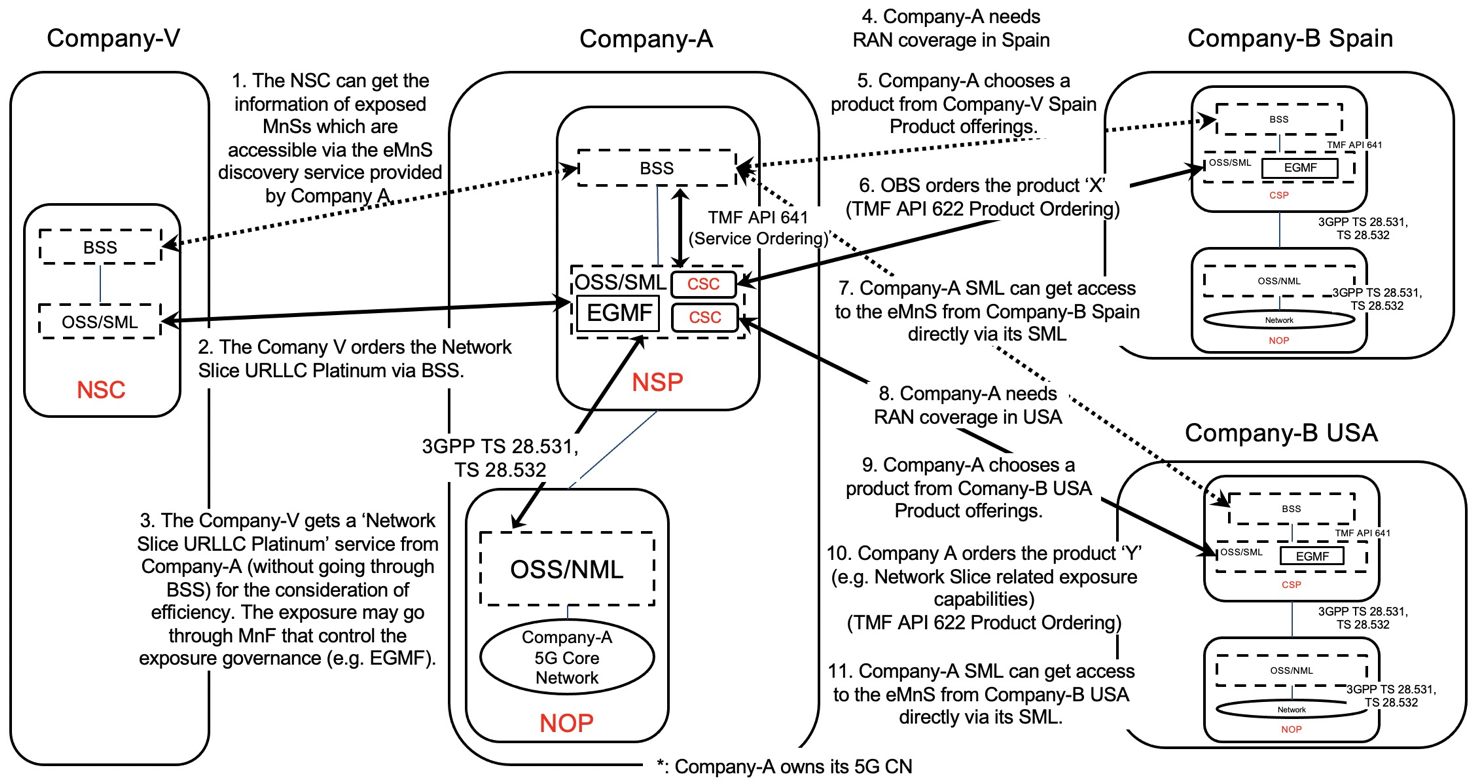 Company-V
Company-A
Company-B Spain
1. The NSC can get the
information of exposed
MnSs which are
accessible via the eMnS
discovery service provided
by Company A.
BSS
OSS/SML
NSC
2. The Comany V orders the Network
Slice URLLC Platinum via BSS.
3. The Company-V gets a ‘Network
Slice URLLC Platinum’ service from
Company-A (without going through
BSS) for the consideration of
efficiency. The exposure may go
through MnF that control the
exposure governance (e.g. EGMF).
BSS
TMF API 641
(Service Ordering)
OSS/SML
EGMF
CSC
CSC
NSP
3GPP TS 28.531,
TS 28.532
OSS/NML
Company-A
5G Core
Network
NOP
4. Company-A needs
RAN coverage in Spain
5. Company-A chooses a
product from Company-V Spain
Product offerings.
6. OBS orders the product ‘X’
(TMF API 622 Product Ordering)
7. Company-A SML can get access
to the eMnS from Company-B Spain
directly via its SML
8. Company-A needs
RAN coverage in USA
9. Company-A chooses a
product from Comany-B USA
Product offerings.
10. Company A orders the product ‘Y’
(e.g. Network Slice related exposure
capabilities)
(TMF API 622 Product Ordering)
11. Company-A SML can get access
to the eMnS from Company-B USA
directly via its SML.
BSS
TMF API 641
OSS/SML
EGMF
CSP
3GPP TS 28.531,
TS 28.532
OSS/NML
3GPP TS 28.531,
TS 28.532
Network
NOP
Company-B USA
BSS
TMF API 641
OSS/SML
EGMF
CSP
3GPP TS 28.531,
TS 28.532
OSS/NML
3GPP TS 28.531,
TS 28.532
Network
NOP
*: Company-A owns its 5G CN